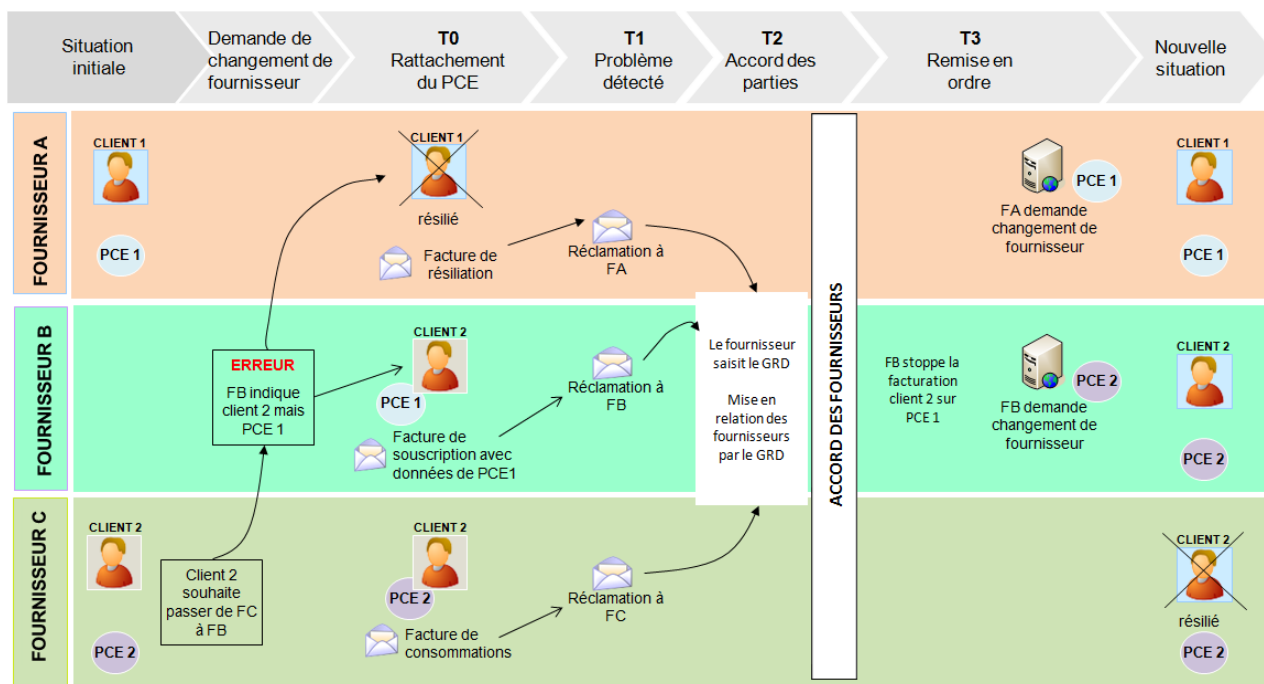 Situation
initiale
Demande de
changement de
fournisseur
T0
Rattachement
du PCE
T1
Problème
détecté
T2
Accord des
parties
T3
Remise en
ordre
Nouvelle
situation
FOURNISSEUR A
CLIENT 1
PCE 1
CLIENT 1
résilié
Facture de
résiliation
Réclamation à
FA
PCE 1
FA demande
changement de
fournisseur
CLIENT 1
PCE 1
FOURNISSEUR B
ERREUR
FB indique
client 2 mais
PCE 1
CLIENT 2
PCE 1
Facture de
souscription avec
données de PCE1
Réclamation à
FB
Le fournisseur
saisit le GRD
Mise en
relation des
fournisseurs
par le GRD
ACCORD DES FOURNISSEURS
FB stoppe la
facturation
client 2 sur
PCE 1
PCE 2
FB demande
changement de
fournisseur
CLIENT 2
PCE 2
FOURNISSEUR C
CLIENT 2
PCE 2
Client 2
souhaite
passer de FC
à FB
CLIENT 2
PCE 2
Facture de
consommations
Réclamation à
FC
CLIENT 2
résilié
PCE 2